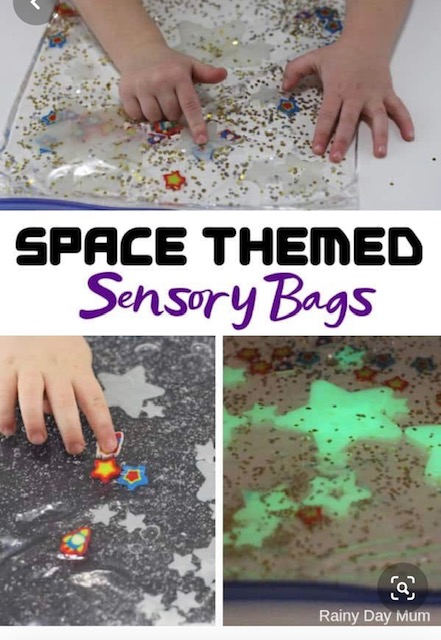 SPACE THEMED
Sensory Bags
Rainy Day Mum